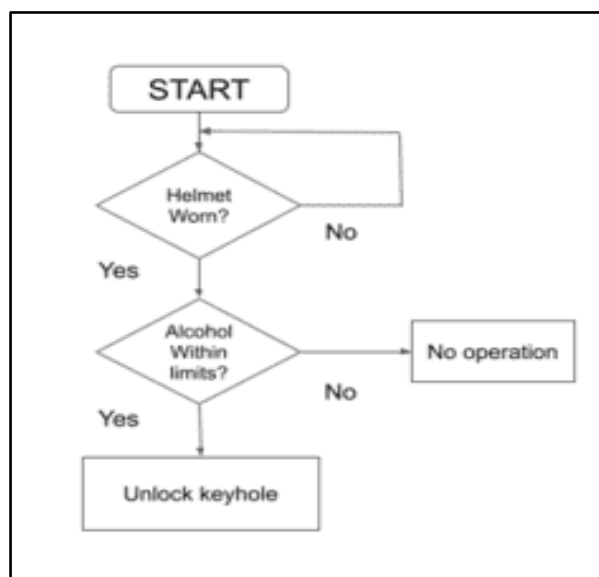 START
Helmet
Worn?
No
Yes
Alcohol
Within
limits?
No operation
No
Yes
Unlock keyhole